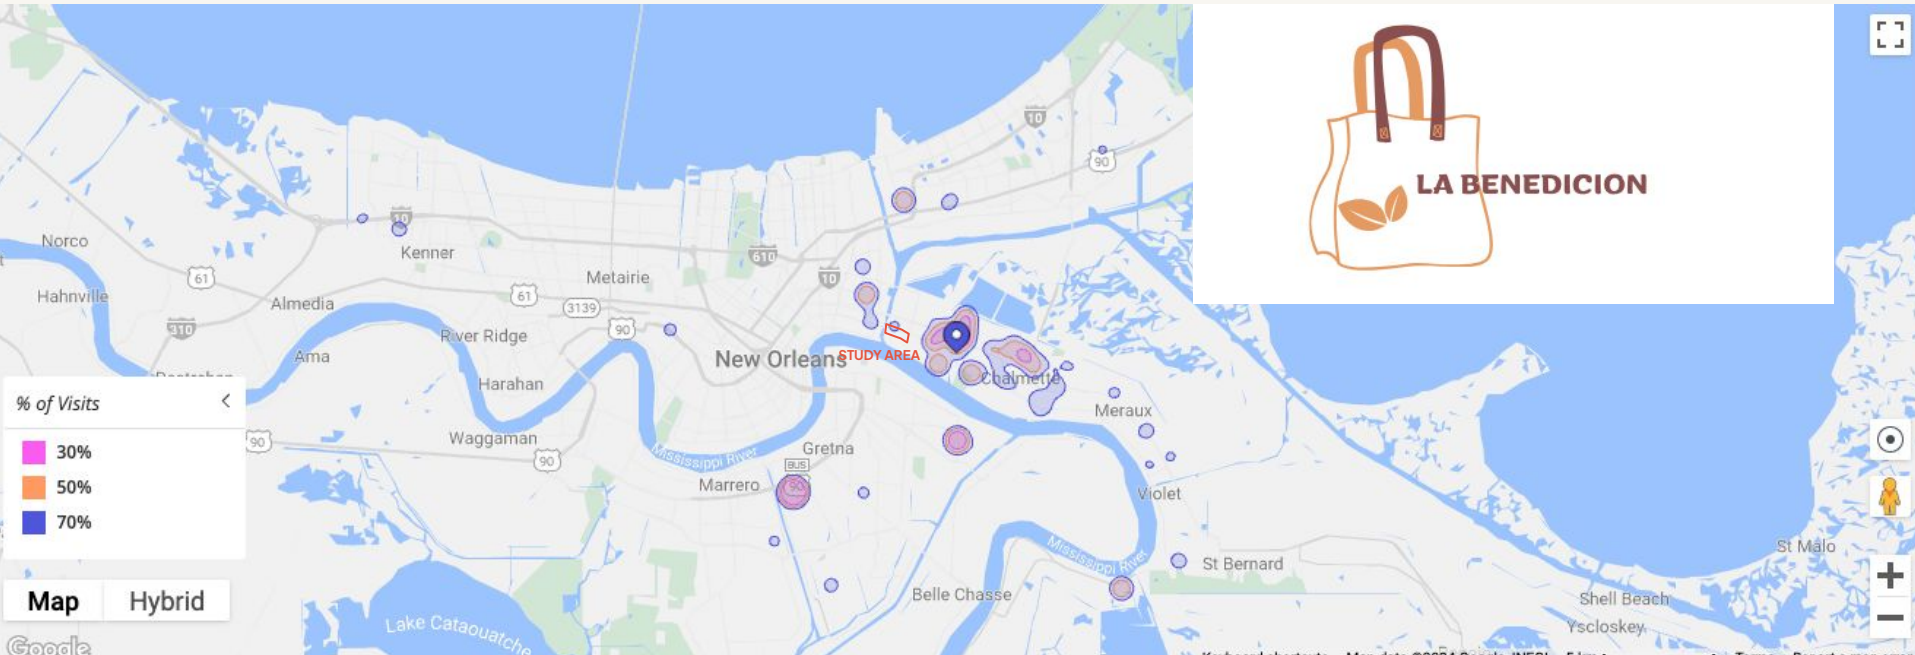 LA BENEDICION
10
90
Norco
10
Kenner
610
10
61
Metairie
61
3139
90
Hahnville
Almedia
310
River Ridge
Ama
New Orleans
STUDY AREA
Harahan
Chalmette
Meraux
% of Visits
30%
50%
70%
90
Waggaman
90
Mississippi River
Gretna
BUS
90
Marrero
Violet
Mississippi River
St Bernard
St Malo
Belle Chasse
Shell Beach
Yscloskey
Lake Cataouatche
Map
Hybrid
Google